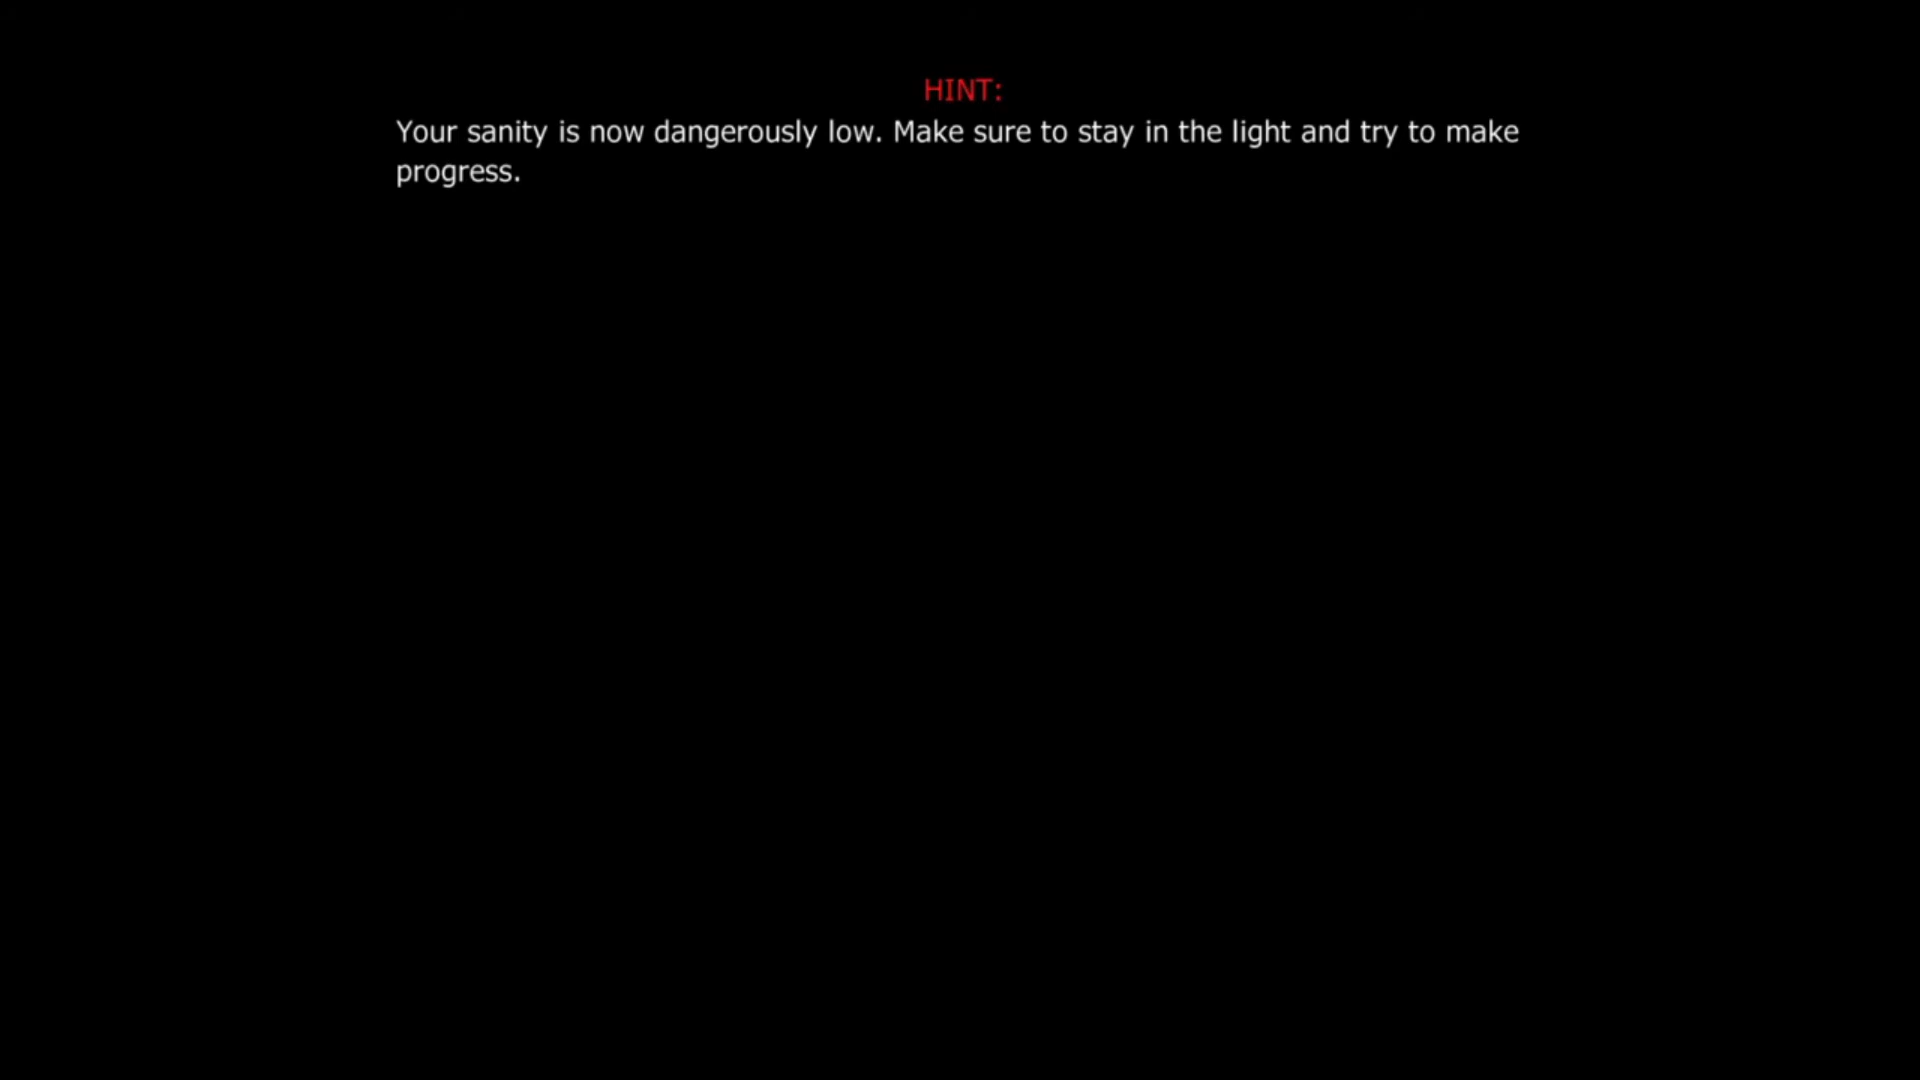 HINT:
Your sanity is now dangerously low. Make sure to stay in the light and try to make
progress.